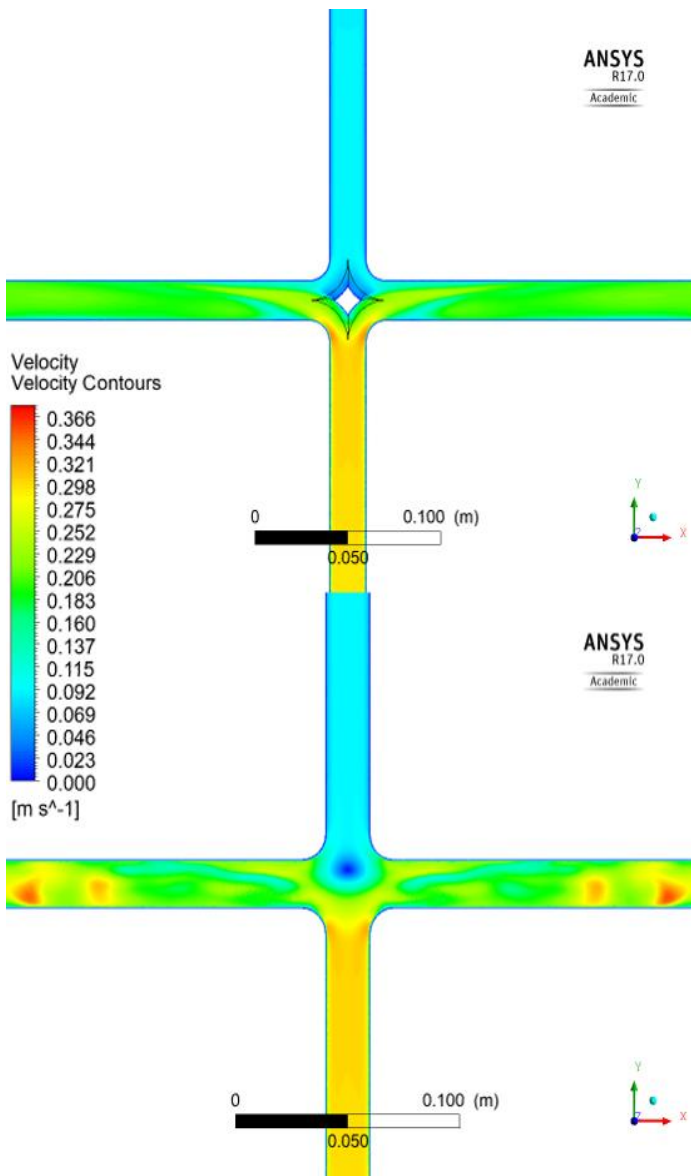 ANSYS
R17.0
Academic
Velocity
Velocity Contours
0.366
0.344
0.321
0.298
0.275
0.252
0.229
0.206
0.183
0.160
0.137
0.115
0.092
0.069
0.046
0.023
0.000
[m s^-1]
0 0.100 (m)
0.050
Y
Z X
ANSYS
R17.0
Academic
0 0.100 (m)
0.050
Y
Z X